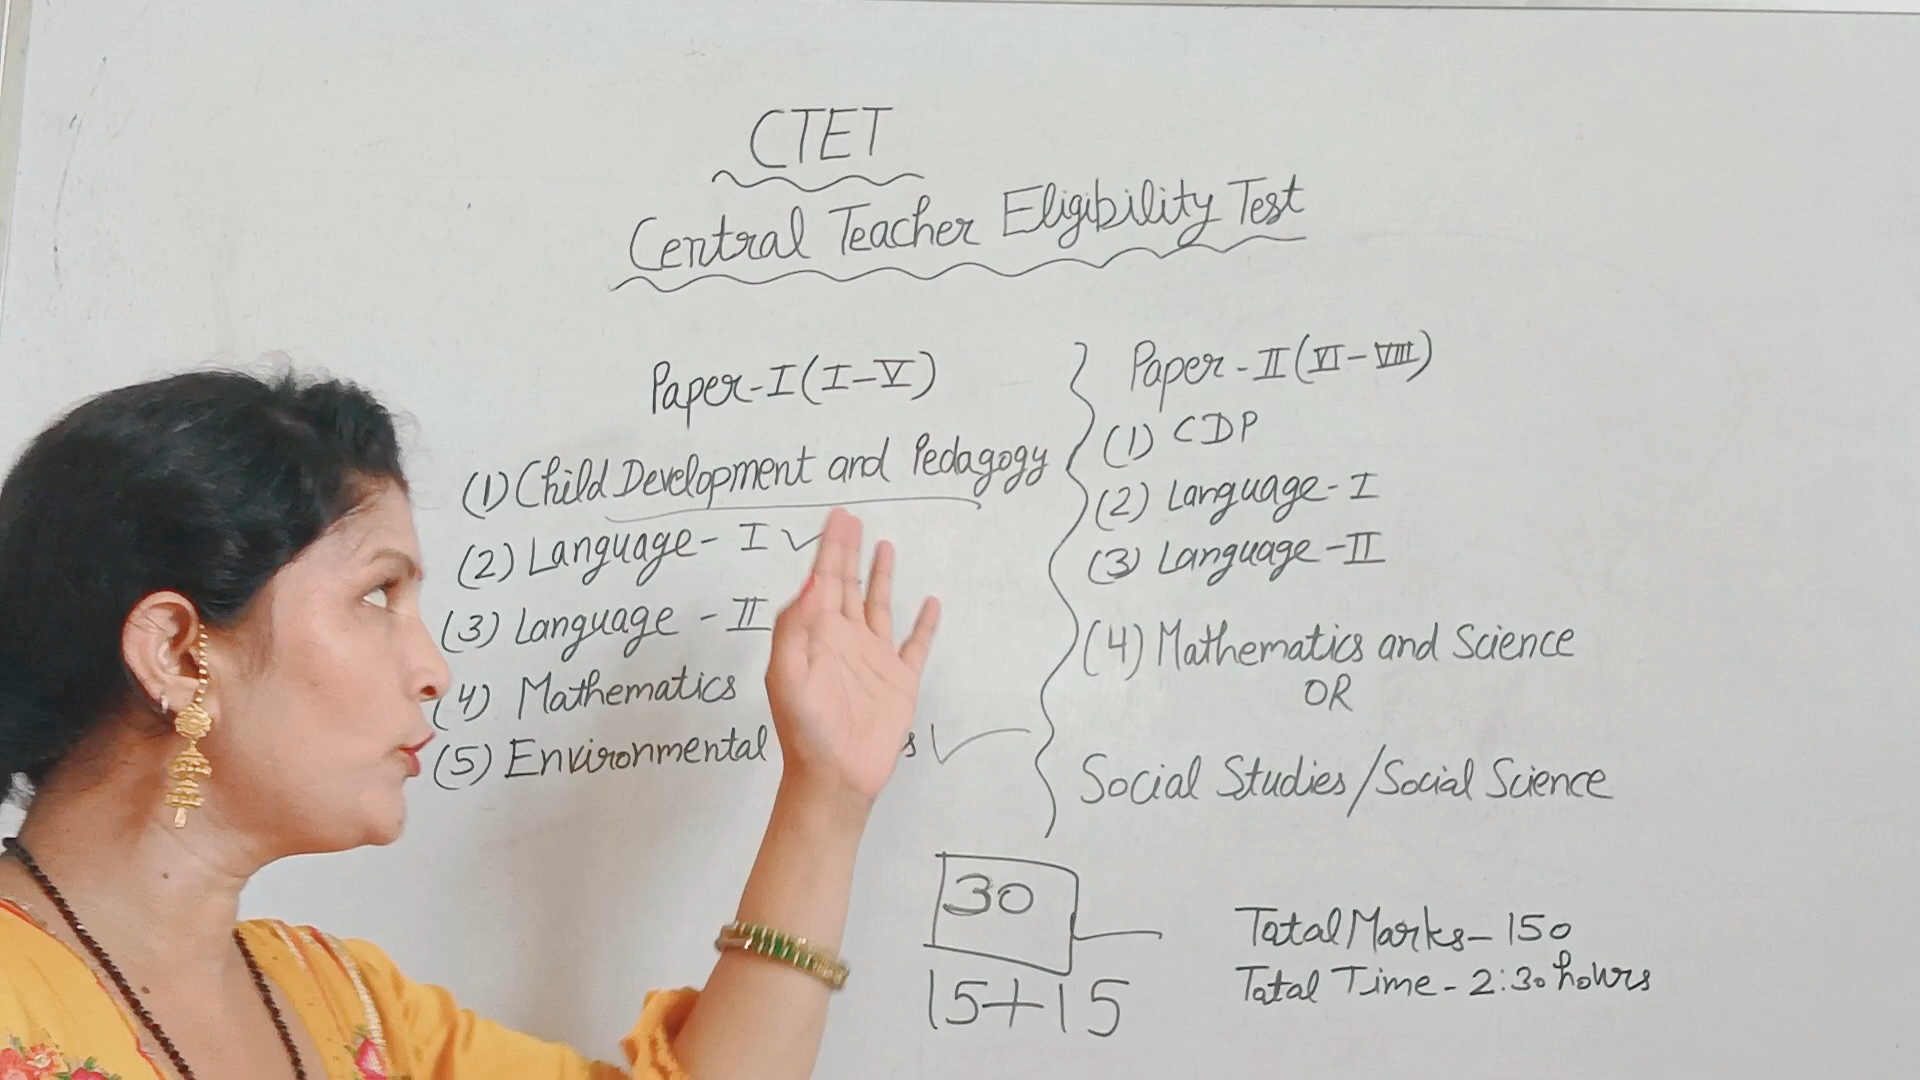 CTET
Central Teacher Eligibility Test
Paper-I (I-V)
(1) Child Development and Pedagogy
(2) Language - I
(3) Language - II
(4) Mathematics
(5) Environmental
Paper - II (VI - VIII)
(1) CDP
(2) Language - I
(3) Language - II
(4) Mathematics and Science
OR
Social Studies / Social Science
30
15+15
Total Marks - 150
Total Time - 2:30 hours